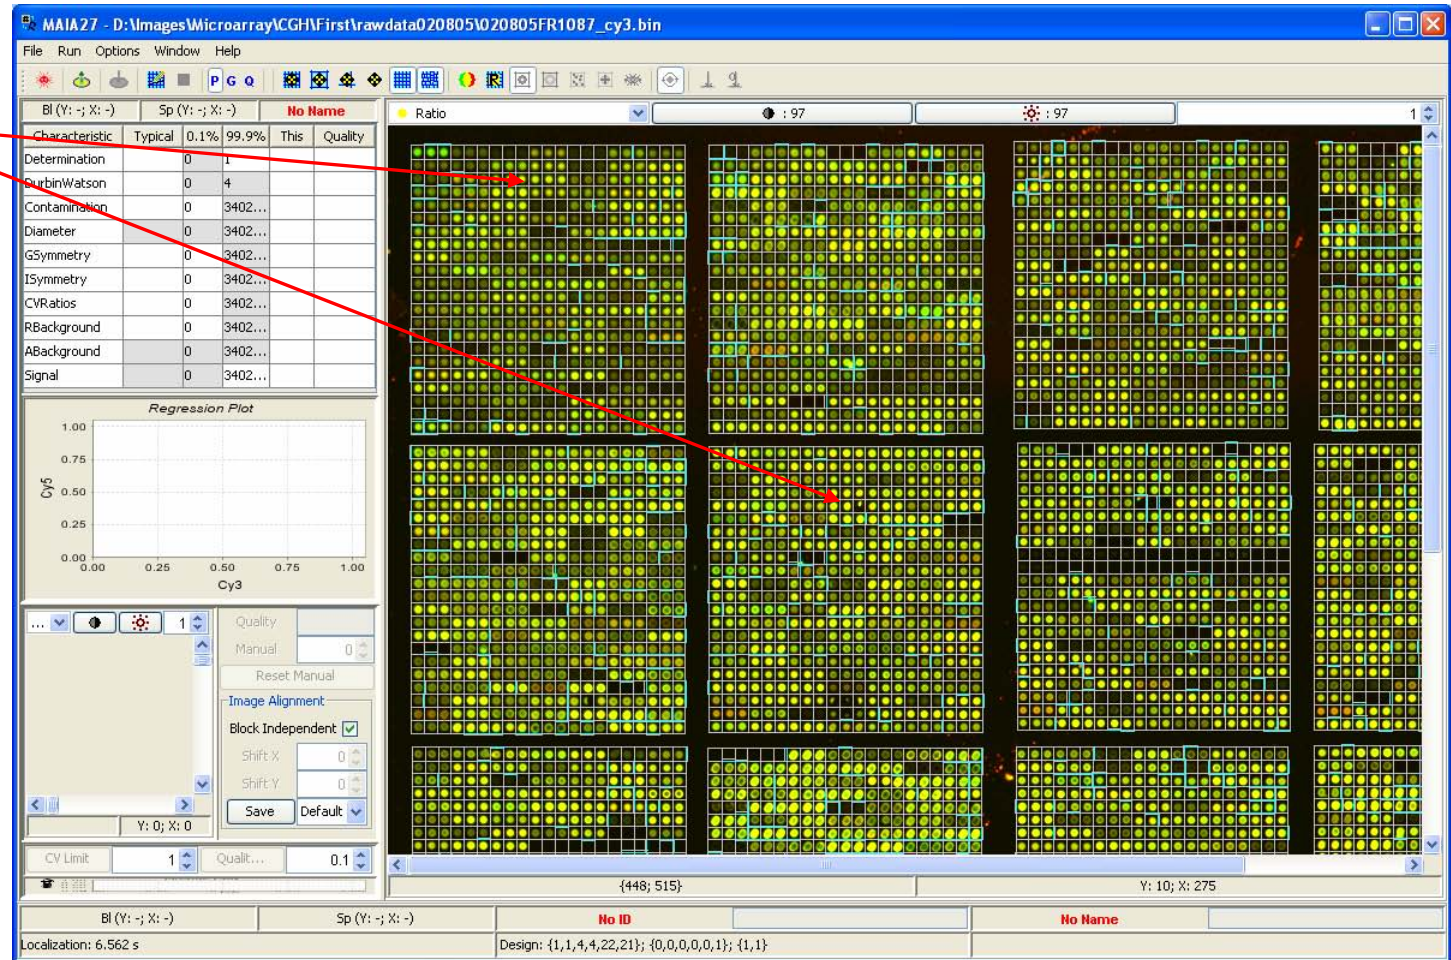 MAIA27 - D:\Images\Microarray\CGH\First\rawdata020805\020805FR1087_cy3.bin
File Run Options Window Help
P G Q R
Bl (Y: -; X: -) Sp (Y: -; X: -) No Name
Ratio : 97 : 97 1
Characteristic Typical 0.1% 99.9% This Quality
Determination 0 1
DurbinWatson 0 4
Contamination 0 3402...
Diameter 0 3402...
GSymmetry 0 3402...
ISymmetry 0 3402...
CVRatios 0 3402...
RBackground 0 3402...
ABackground 0 3402...
Signal 0 3402...
Regression Plot
1.00
0.75
0.50
0.25
0.00
Cy5
0.00 0.25 0.50 0.75 1.00
Cy3
... 1
Quality
Manual 0
Reset Manual
Image Alignment
Block Independent
Shift X 0
Shift Y 0
Save Default
Y: 0; X: 0
CV Limit 1 Qualit... 0.1
{448; 515} Y: 10; X: 275
Bl (Y: -; X: -) Sp (Y: -; X: -) No ID No Name
Localization: 6.562 s Design: {1,1,4,4,22,21}; {0,0,0,0,0,1}; {1,1}